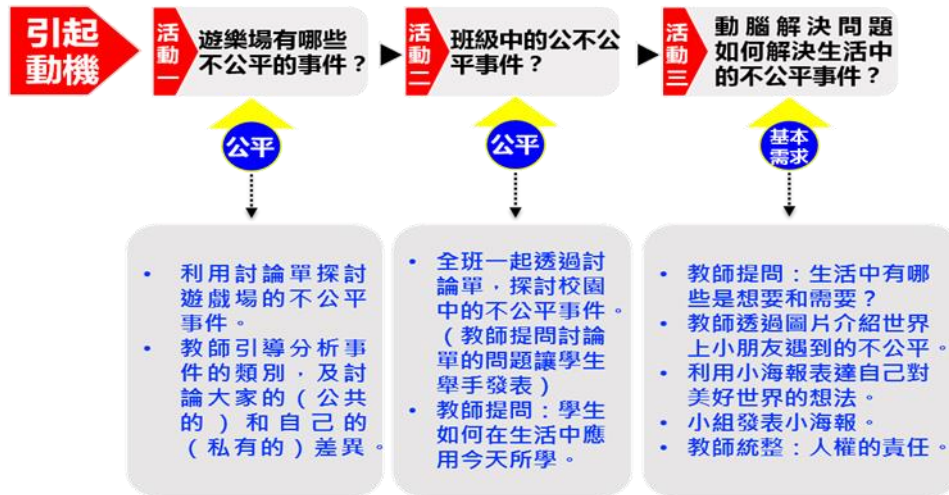 引起
動機
活動一
遊樂場有哪些
不公平的事件？
活動二
班級中的公不公
平事件？
活動三
動腦解決問題
如何解決生活中
的不公平事件？
公平
公平
基本
需求
• 利用討論單探討
遊戲場的不公平
事件。
• 教師引導分析事
件的類別，及討
論大家的（公共
的）和自己的
（私有的）差異。
• 全班一起透過討
論單，探討校園
中的不公平事件。
（教師提問討論
單的問題讓學生
舉手發表）
• 教師提問：學生
如何在生活中應
用今天所學。
• 教師提問：生活中有哪
些是想要和需要？
• 教師透過圖片介紹世界
上小朋友遇到的不公平。
• 利用小海報表達自己對
美好世界的想法。
• 小組發表小海報。
• 教師統整：人權的責任。